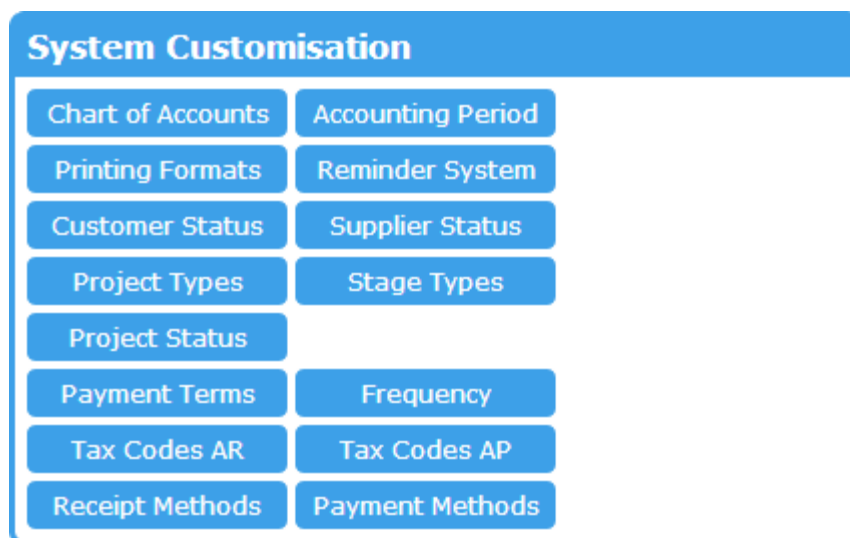 System Customisation
Chart of Accounts Accounting Period
Printing Formats Reminder System
Customer Status Supplier Status
Project Types Stage Types
Project Status
Payment Terms Frequency
Tax Codes AR Tax Codes AP
Receipt Methods Payment Methods